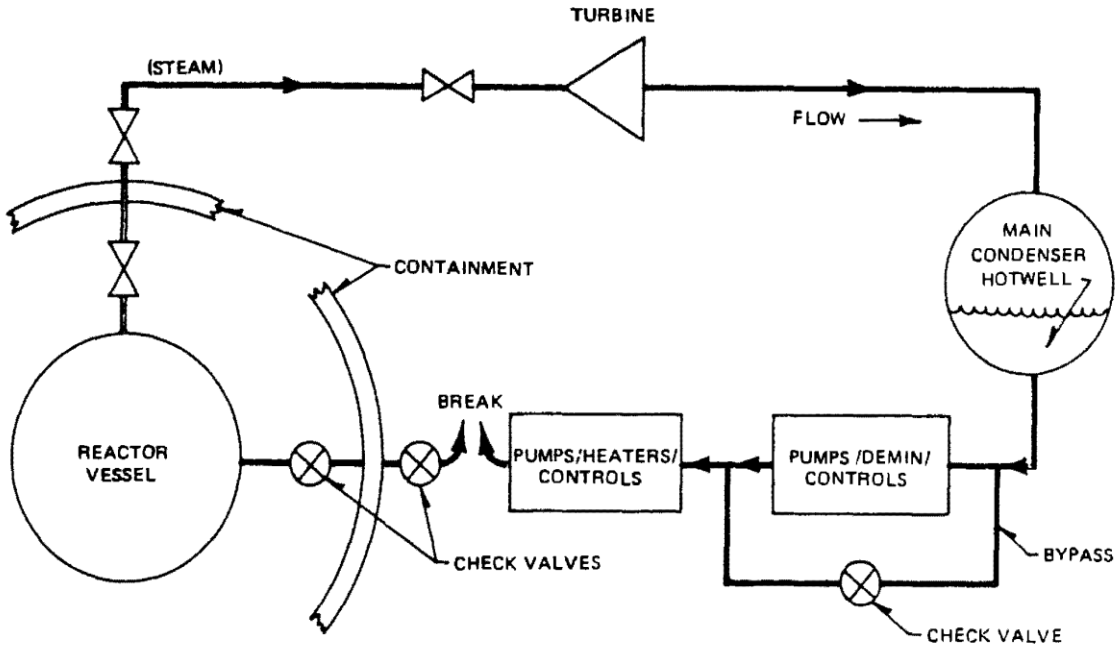 TURBINE
(STEAM)
FLOW
MAIN
CONDENSER
HOTWELL
CONTAINMENT
BREAK
REACTOR
VESSEL
PUMPS/HEATERS/
CONTROLS
PUMPS /DEMIN/
CONTROLS
CHECK VALVES
BYPASS
CHECK VALVE